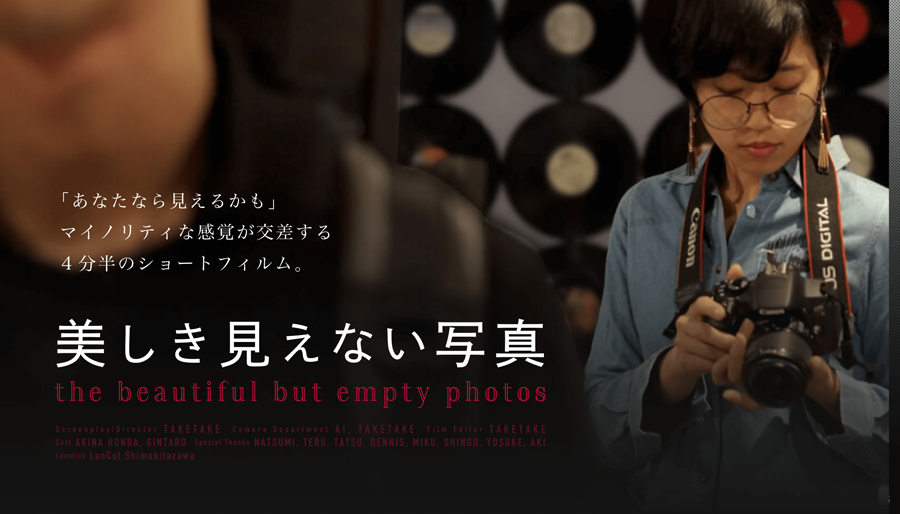 「あなたなら見えるかも」
マイノリティな感覚が交差する
４分半のショートフィルム。
美しき見えない写真
the beautiful but empty photos
Screenplay/Director TAKETAKE Camera Department AI, TAKETAKE Film Editor TAKETAKE
Cast AKINA HONDA, GINTARO Special Thanks NATSUMI, TERU, TATSU, DENNIS, MIKU, SHINGO, YOSUKE, AKI
Location LenCul Shimokitazawa
Canon
OS DIGITAL
Canon